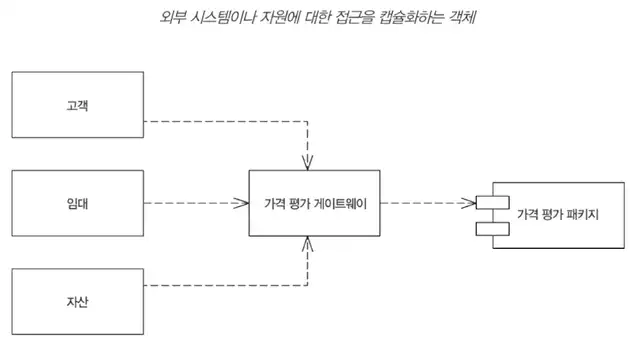 외부 시스템이나 자원에 대한 접근을 캡슐화하는 객체
고객
임대
가격 평가 게이트웨이
가격 평가 패키지
자산